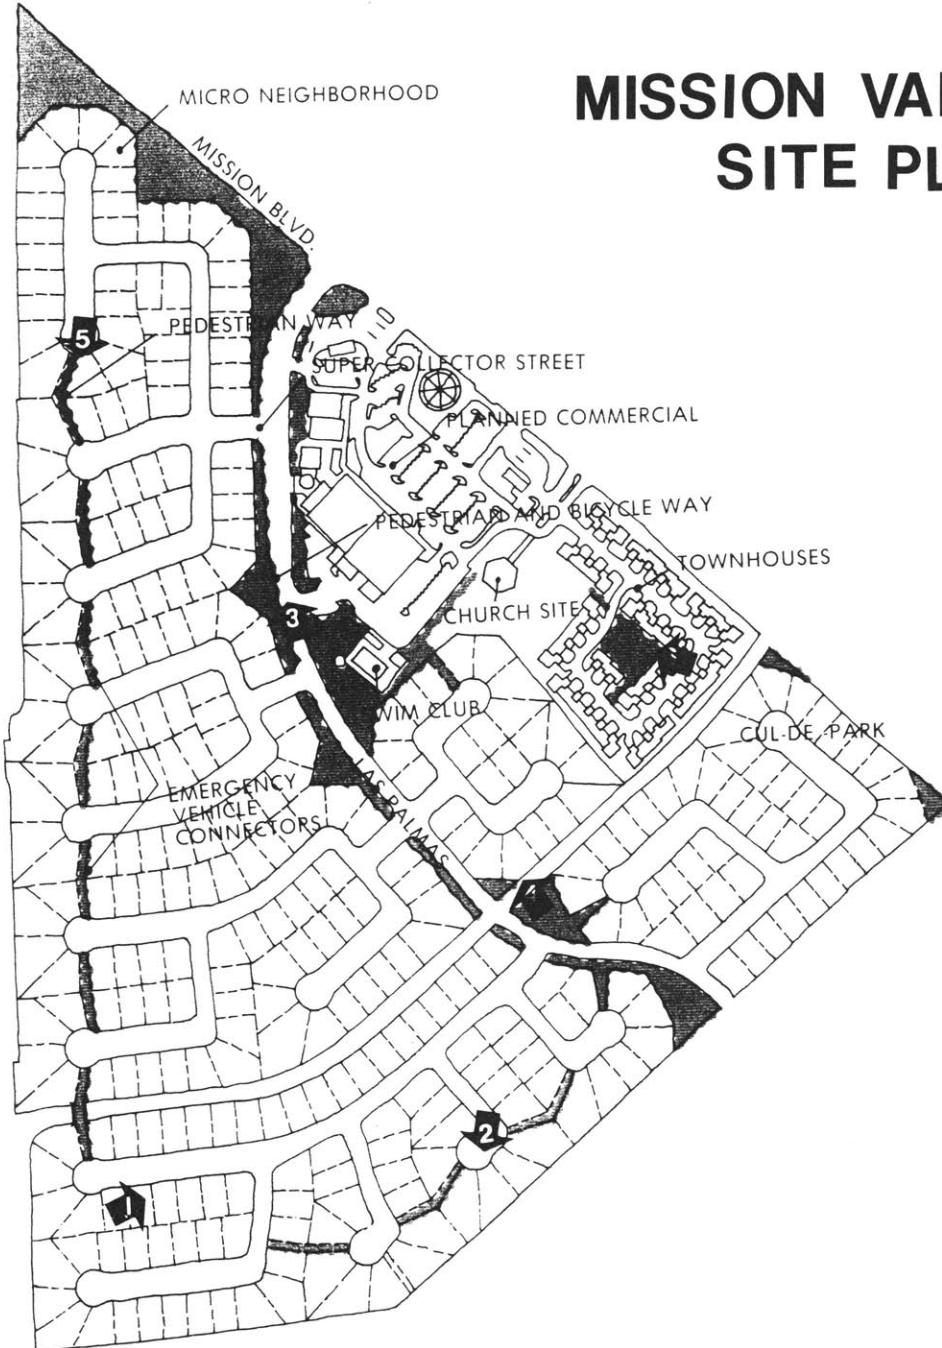 MISSION VA
SITE PL
MICRO NEIGHBORHOOD
MISSION BLVD.
5
PEDESTRIAN WAY
SUPER COLLECTOR STREET
PLANNED COMMERCIAL
PEDESTRIAN AND BICYCLE WAY
TOWNHOUSES
CHURCH SITE
3
WIM CLUB
CUL-DE PARK
EMERGENCY
VEHICLE
CONNECTORS
LAS PALMAS
4
2
1